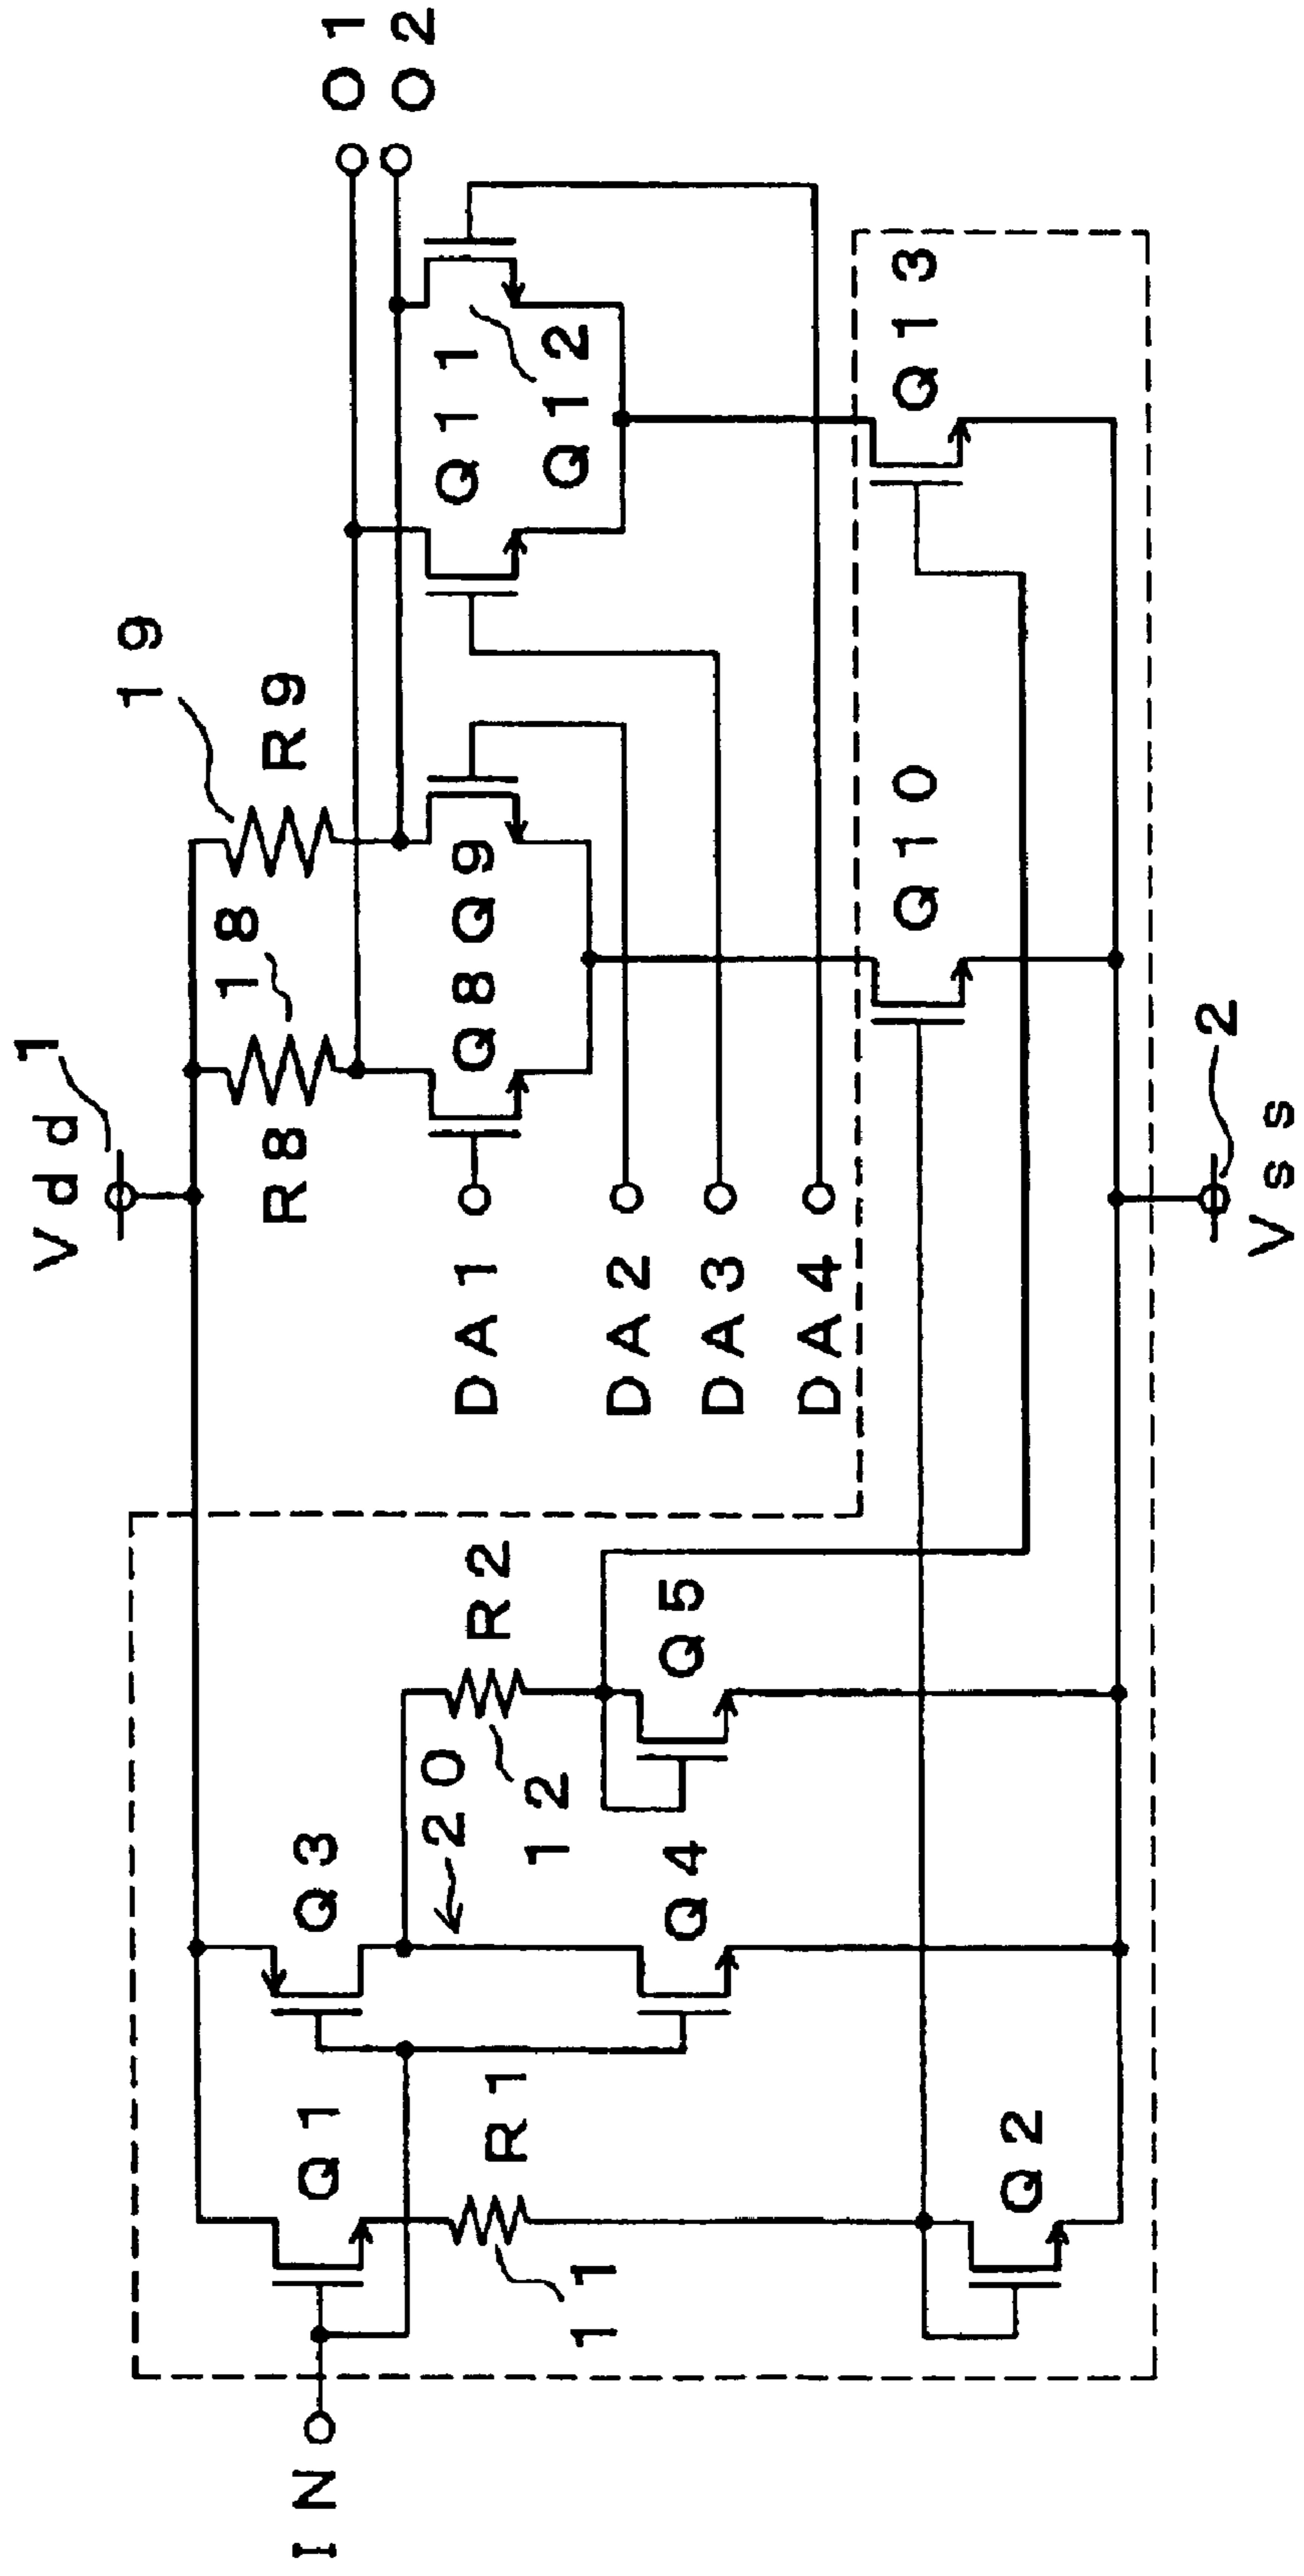 Vdd
1
R8
18
R9
19
O1
O2
Q8
Q9
Q11
Q12
DA1
DA2
DA3
DA4
IN
Q1
Q3
R1
11
20
R2
12
Q4
Q5
Q2
Q10
Q13
Vss
2